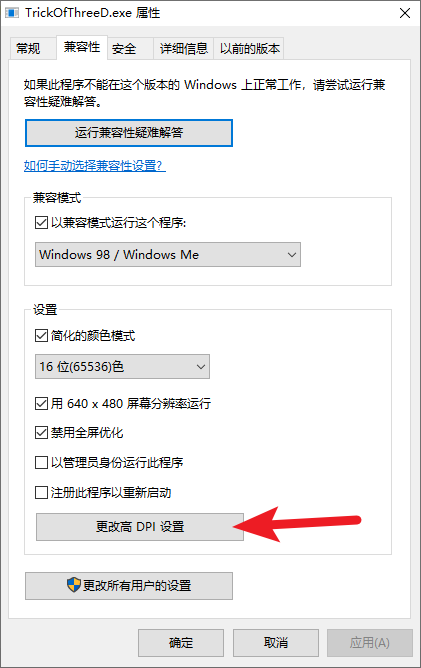 TrickOfThreeD.exe 属性
常规 兼容性 安全 详细信息 以前的版本
如果此程序不能在这个版本的 Windows 上正常工作，请尝试运行兼
容性疑难解答。
运行兼容性疑难解答
如何手动选择兼容性设置?
兼容模式
以兼容模式运行这个程序:
Windows 98 / Windows Me
设置
简化的颜色模式
16 位(65536)色
用 640 x 480 屏幕分辨率运行
禁用全屏优化
以管理员身份运行此程序
注册此程序以重新启动
更改高 DPI 设置
更改所有用户的设置
确定 取消 应用(A)